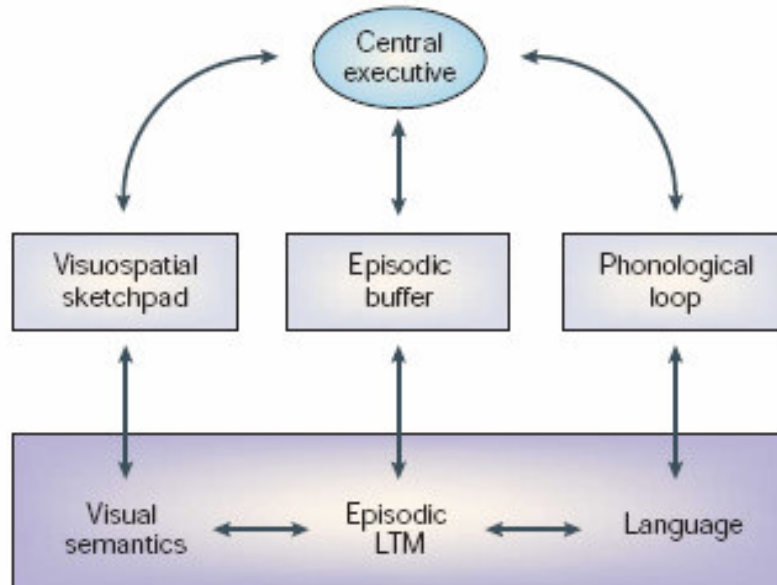 Central
executive
Visuospatial
sketchpad
Episodic
buffer
Phonological
loop
Visual
semantics
Episodic
LTM
Language